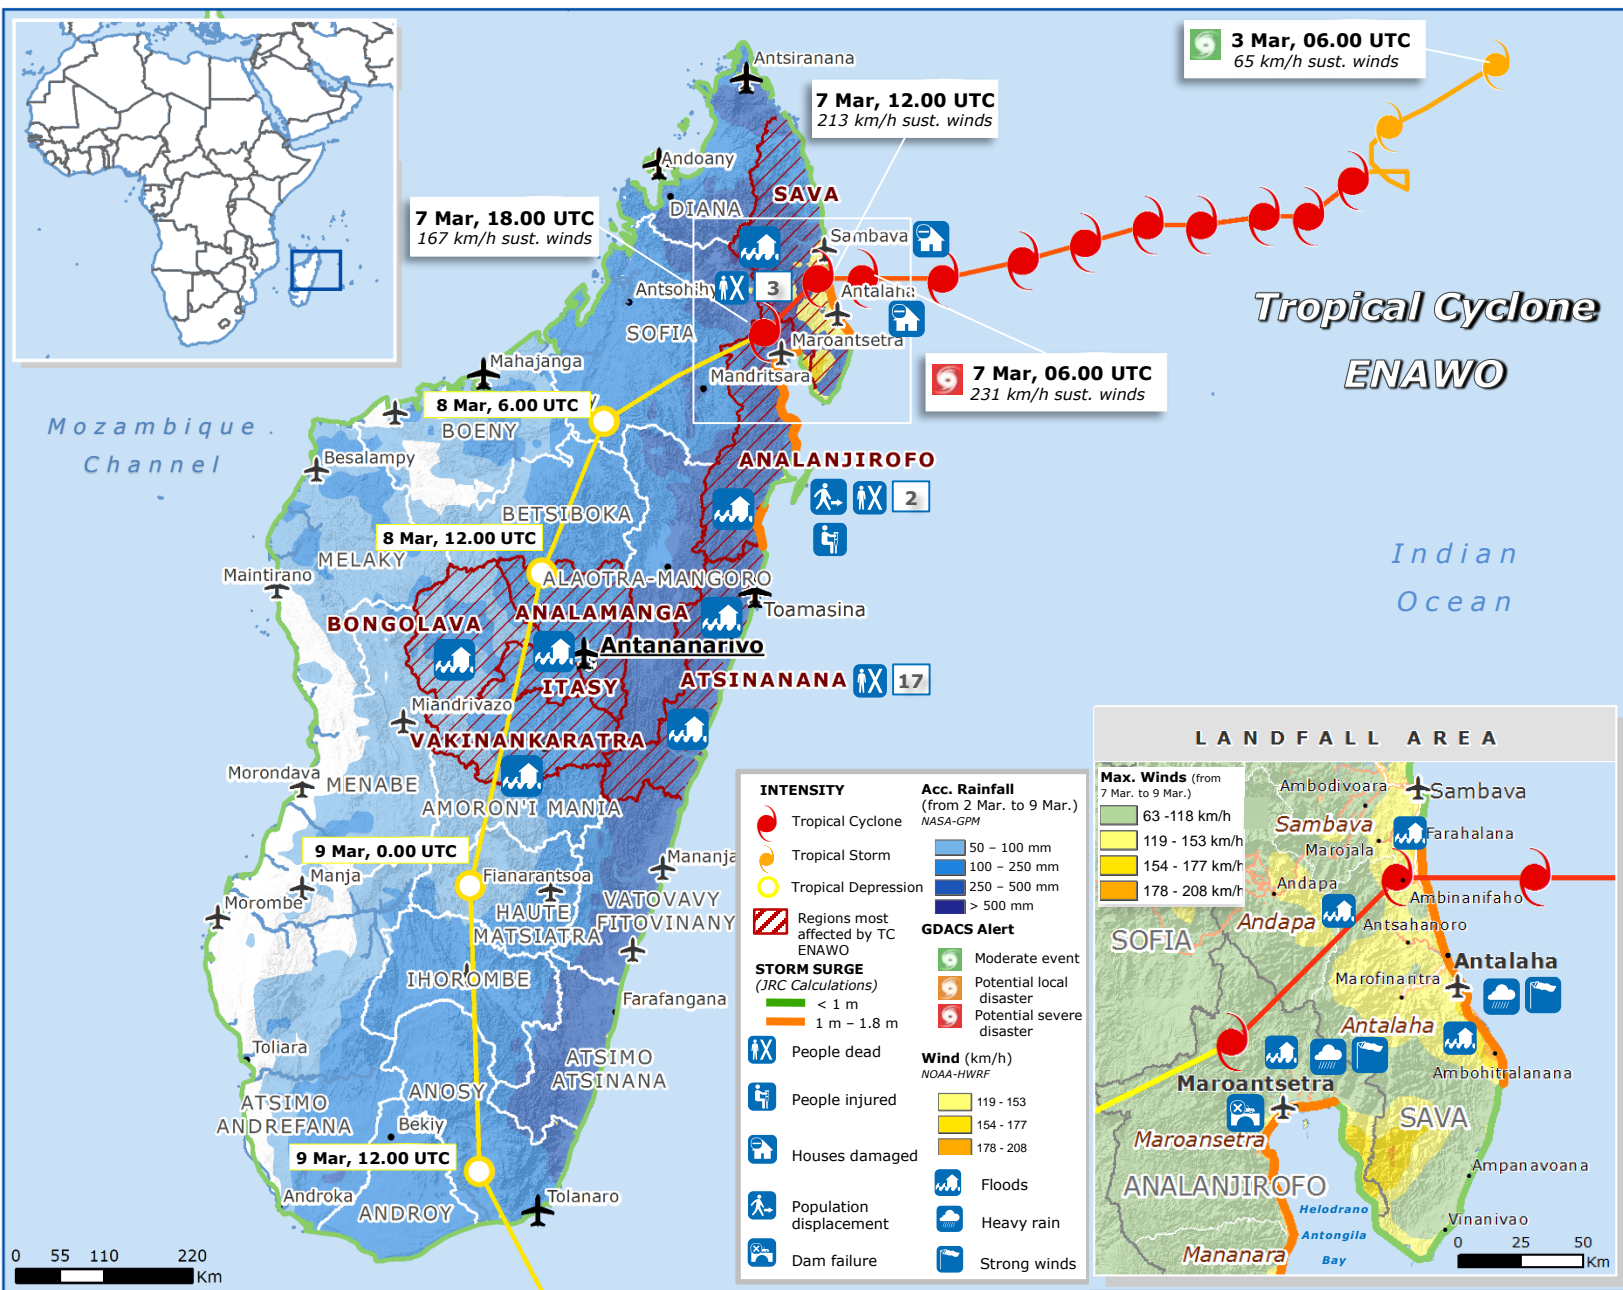 3 Mar, 06.00 UTC
65 km/h sust. winds
Antsiranana
7 Mar, 12.00 UTC
213 km/h sust. winds
Andoany
SAVA
DIANA
7 Mar, 18.00 UTC
167 km/h sust. winds
Sambava
Antsohihy
3
Antalaha
SOFIA
Maroantsetra
Tropical Cyclone
ENAWO
Mahajanga
Mandritsara
7 Mar, 06.00 UTC
231 km/h sust. winds
8 Mar, 6.00 UTC
BOENY
Mozambique
Channel
Besalampy
ANALANJIROFO
2
BETSIBOKA
8 Mar, 12.00 UTC
MELAKY
Indian
Ocean
Maintirano
ALAOTRA-MANGORO
BONGOLAVA
ANALAMANGA
Toamasina
Antananarivo
ITASY
ATSINANANA
17
Miandrivazo
VAKINANKARATRA
Morondava
MENABE
AMORON'I MANIA
9 Mar, 0.00 UTC
Manja
Fianarantsoa
Mananja
Morombe
HAUTE
MATSIATRA
VATOVAVY
FITOVINANY
IHOROMBE
Farafangana
Toliara
ATSIMO
ATSINANA
ANOSY
ATSIMO
ANDREFANA
Bekiy
9 Mar, 12.00 UTC
Androka
ANDROY
Tolanaro
0 55 110 220
Km
INTENSITY
Tropical Cyclone
Tropical Storm
Tropical Depression
Regions most
affected by TC
ENAWO
STORM SURGE
(JRC Calculations)
< 1 m
1 m – 1.8 m
People dead
People injured
Houses damaged
Population
displacement
Dam failure
Acc. Rainfall
(from 2 Mar. to 9 Mar.)
NASA-GPM
50 – 100 mm
100 – 250 mm
250 – 500 mm
> 500 mm
GDACS Alert
Moderate event
Potential local
disaster
Potential severe
disaster
Wind (km/h)
NOAA-HWRF
119 - 153
154 - 177
178 - 208
Floods
Heavy rain
Strong winds
LANDFALL AREA
Max. Winds (from
7 Mar. to 9 Mar.)
63 -118 km/h
119 - 153 km/h
154 - 177 km/h
178 - 208 km/h
Ambodivoara
Sambava
Sambava
Farahalana
Marojala
Andapa
Ambinanifaho
Andapa
Antsahanoro
SOFIA
Antalaha
Marofinaritra
Antalaha
Ambohitralanana
Maroantsetra
SAVA
Maroansetra
Ampanavoana
ANALANJIROFO
Helodrano
Antongila
Bay
Vinanivao
Mananara
0 25 50
Km